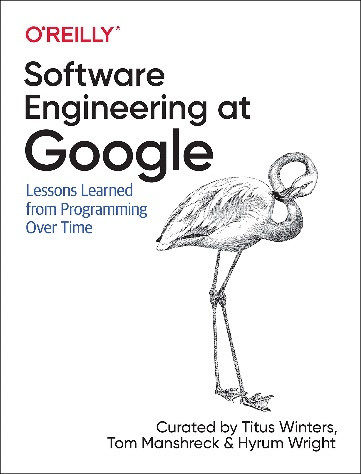 O'REILLY®
Software
Engineering at
Google
Lessons Learned
from Programming
Over Time
Curated by Titus Winters,
Tom Manshreck & Hyrum Wright